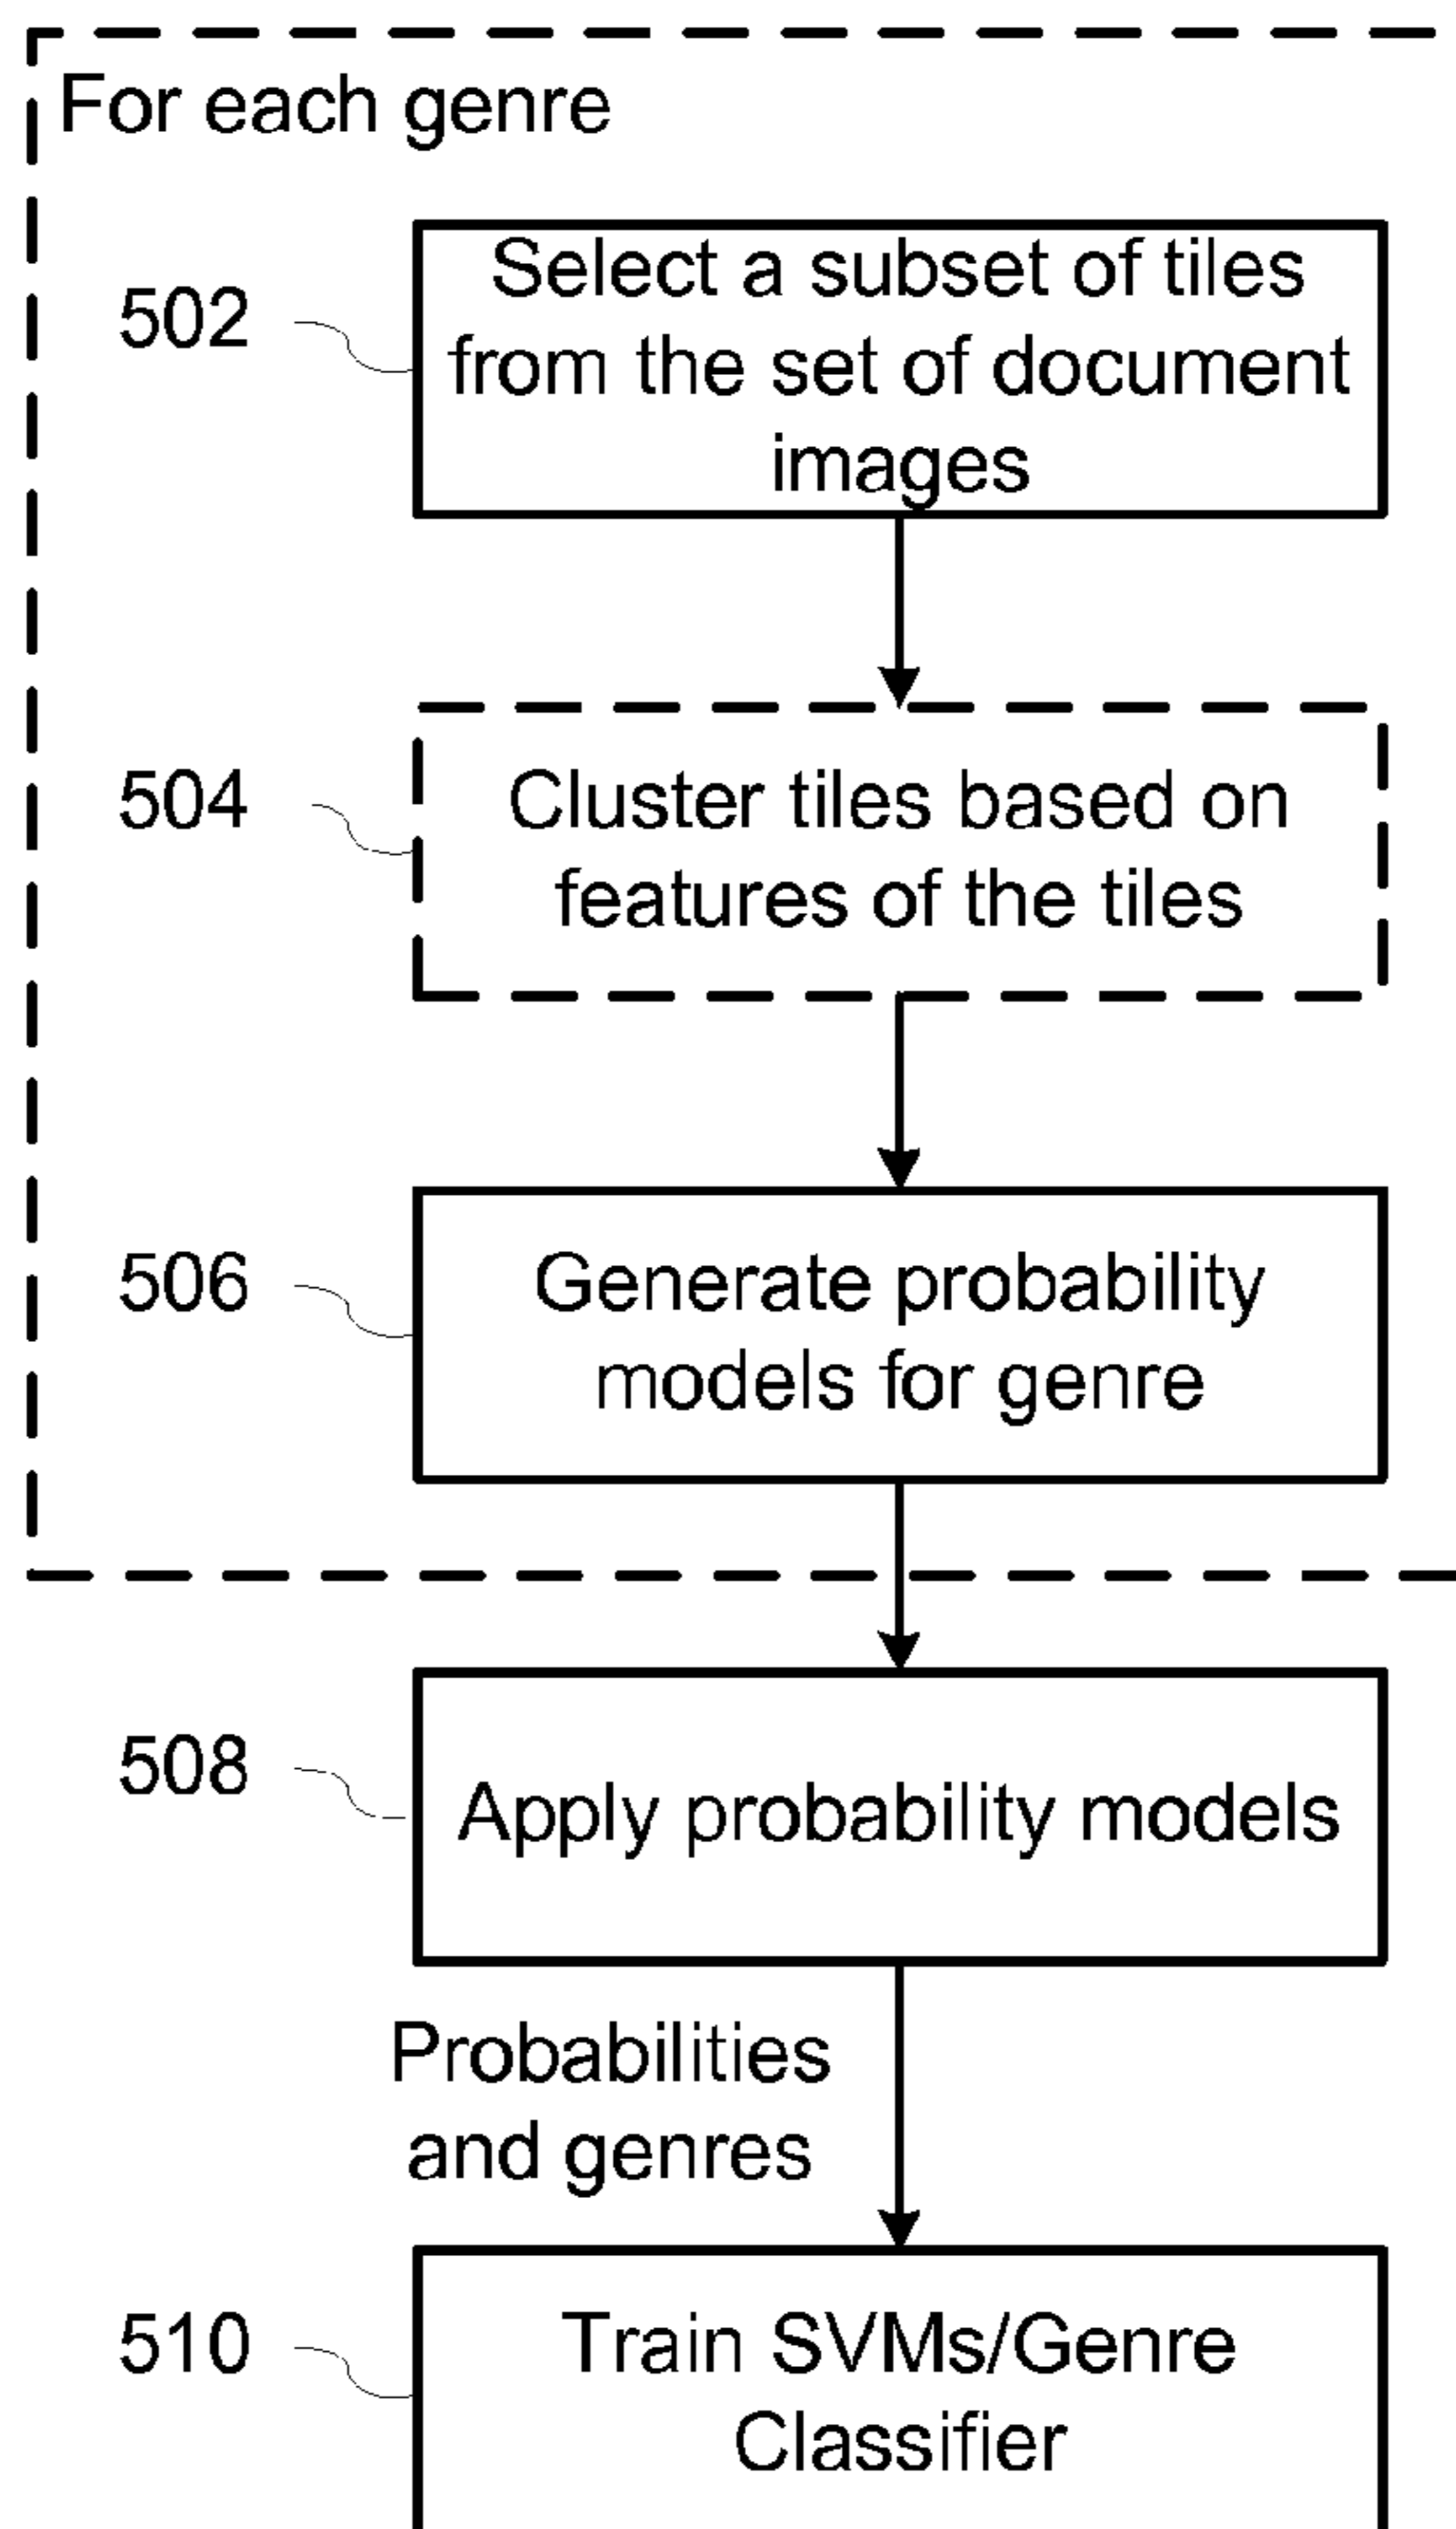 For each genre
502
Select a subset of tiles
from the set of document
images
504
Cluster tiles based on
features of the tiles
506
Generate probability
models for genre
508
Apply probability models
Probabilities
and genres
510
Train SVMs/Genre
Classifier